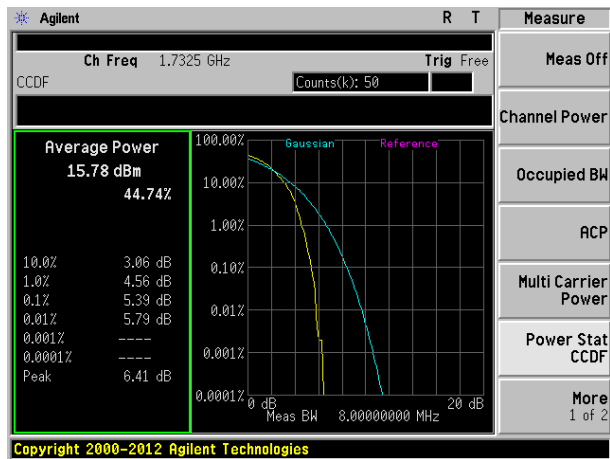 Agilent R T Measure
Ch Freq 1.7325 GHz Trig Free
CCDF Counts(k): 50
Meas Off
Channel Power
Occupied BW
ACP
Multi Carrier
Power
Power Stat
CCDF
More
1 of 2
Average Power
15.78 dBm
44.74%
10.0% 3.06 dB
1.0% 4.56 dB
0.1% 5.39 dB
0.01% 5.79 dB
0.001% ----
0.0001% ----
Peak 6.41 dB
Gaussian Reference
100.00%
10.00%
1.00%
0.10%
0.01%
0.001%
0.0001%
0 dB 20 dB
Meas BW 8.00000000 MHz
Copyright 2000-2012 Agilent Technologies